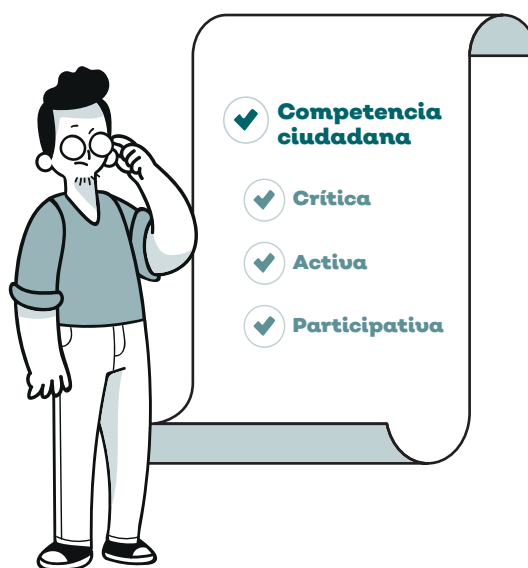 Competencia
ciudadana
Crítica
Activa
Participativa